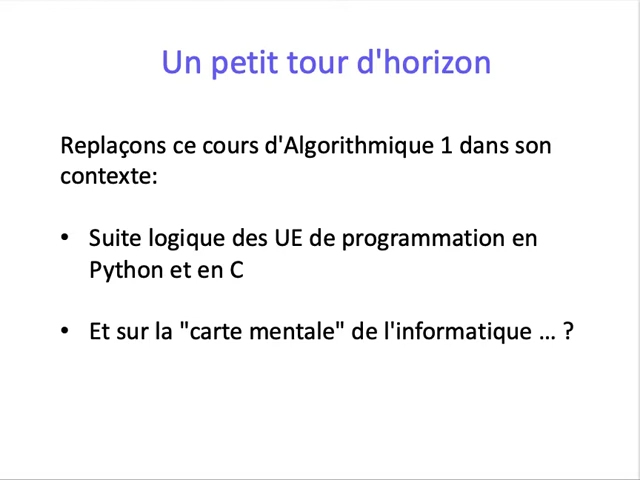 Un petit tour d'horizon
Replaçons ce cours d'Algorithmique 1 dans son
contexte:
• Suite logique des UE de programmation en
Python et en C
• Et sur la "carte mentale" de l'informatique ... ?